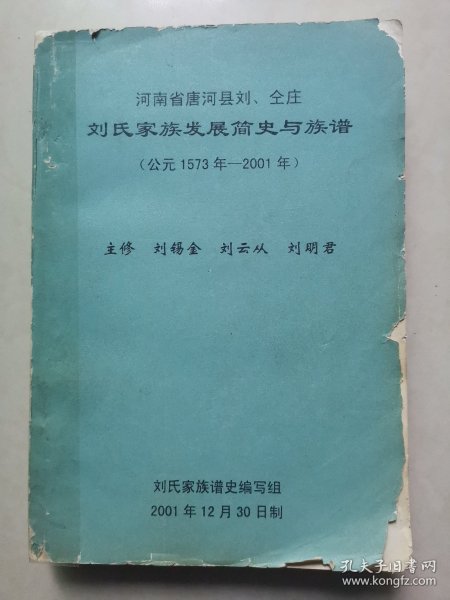 河南省唐河县刘、仝庄
刘氏家族发展简史与族谱
（公元1573年—2001年）
主修 刘锡金 刘云从 刘明君
刘氏家族谱史编写组
2001年12月30日制
孔夫子旧书网
www.kongfz.com